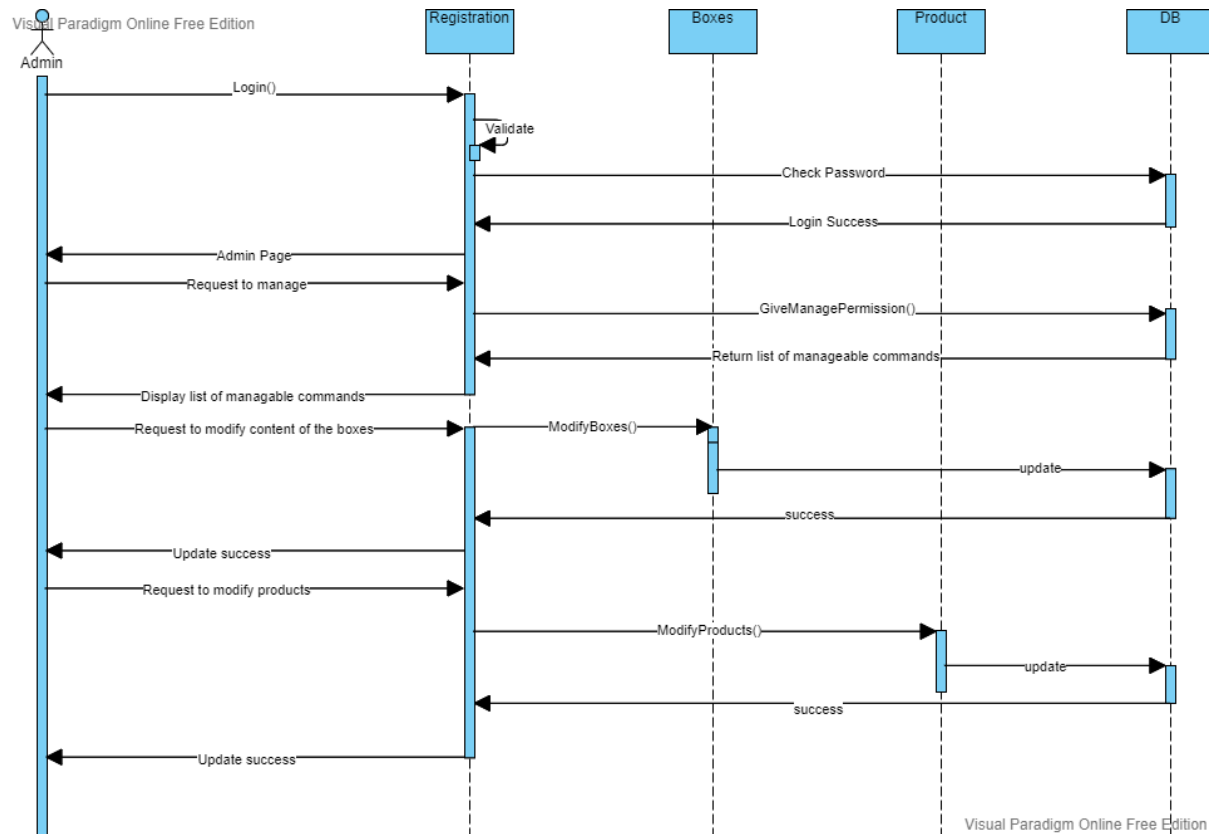 Visual Paradigm Online Free Edition
Registration
Boxes
Product
DB
Admin
Login()
Validate
Check Password
Login Success
Admin Page
Request to manage
GiveManagePermission()
Return list of manageable commands
Display list of managable commands
Request to modify content of the boxes
ModifyBoxes()
update
success
Update success
Request to modify products
ModifyProducts()
update
success
Update success
Visual Paradigm Online Free Edition